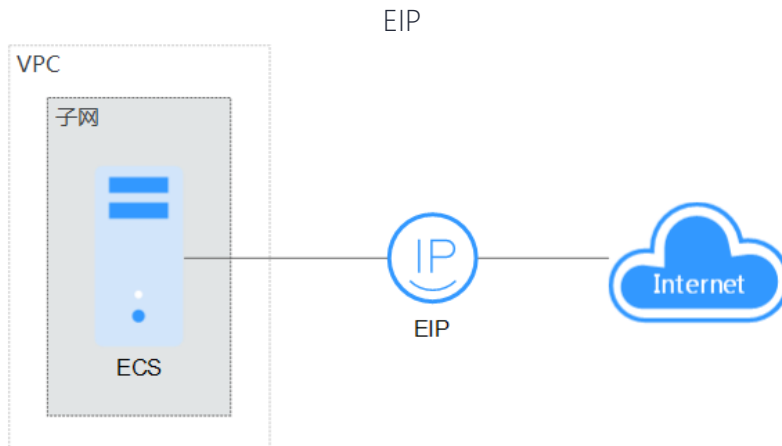 EIP
VPC
子网
IP
Internet
EIP
ECS